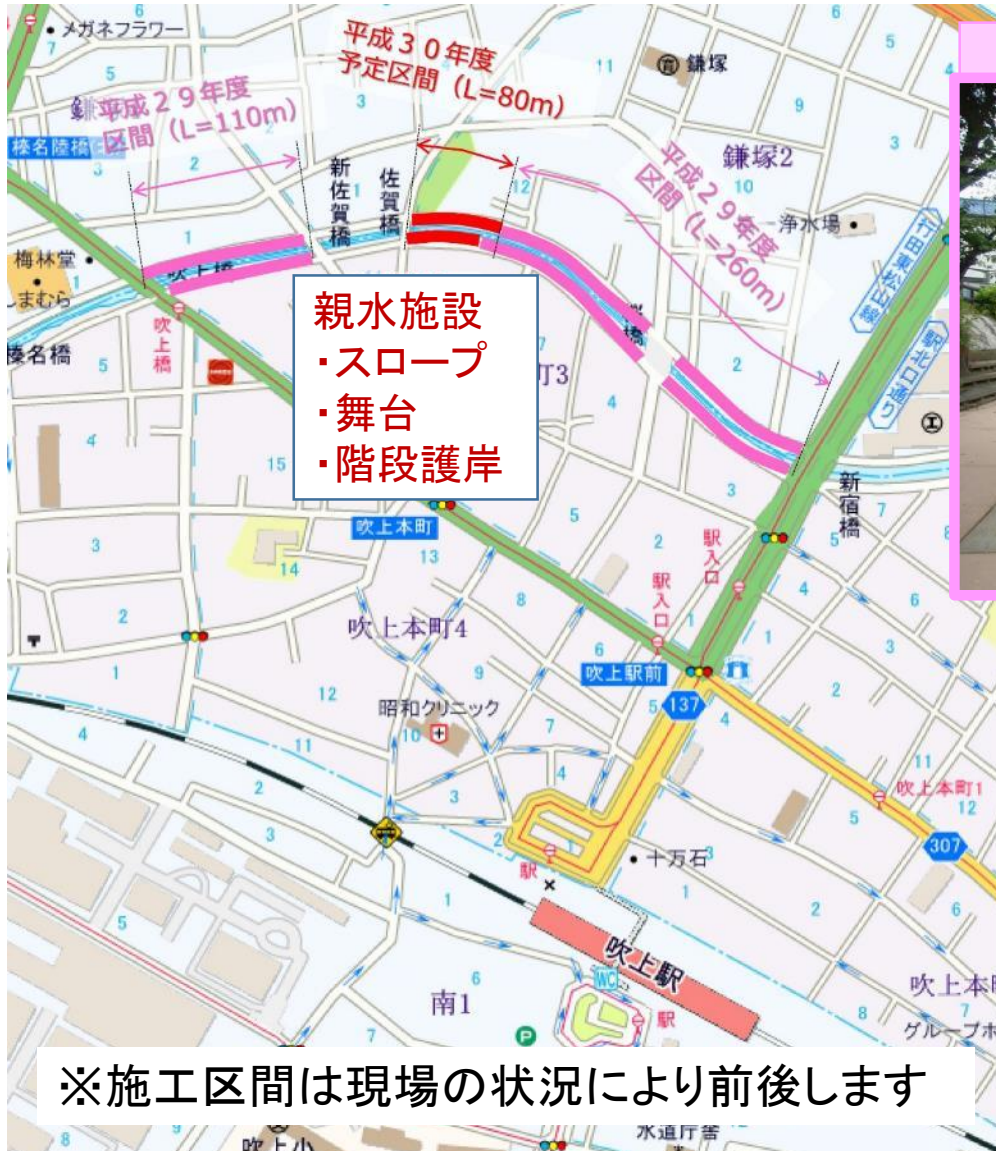 メガネフラワー
平成３０年度
予定区間（L=80m）
鎌塚
平成２９年度
区間（L=110m）
榛名陸橋
新佐賀橋
佐賀橋
平成２９年度
区間（L=260m）
鎌塚2
浄水場
行田東松山線
駅北口通り
梅林堂
しまむら
吹上橋
榛名橋
吹上橋
親水施設
・スロープ
・舞台
・階段護岸
新宿橋
吹上本町
駅入口
駅入口
吹上本町4
吹上駅前
137
昭和クリニック
吹上本町1
307
駅
十万石
吹上駅
WC
南1
駅
P
吹上本
グループホ
※施工区間は現場の状況により前後します
吹上小
水道庁舎